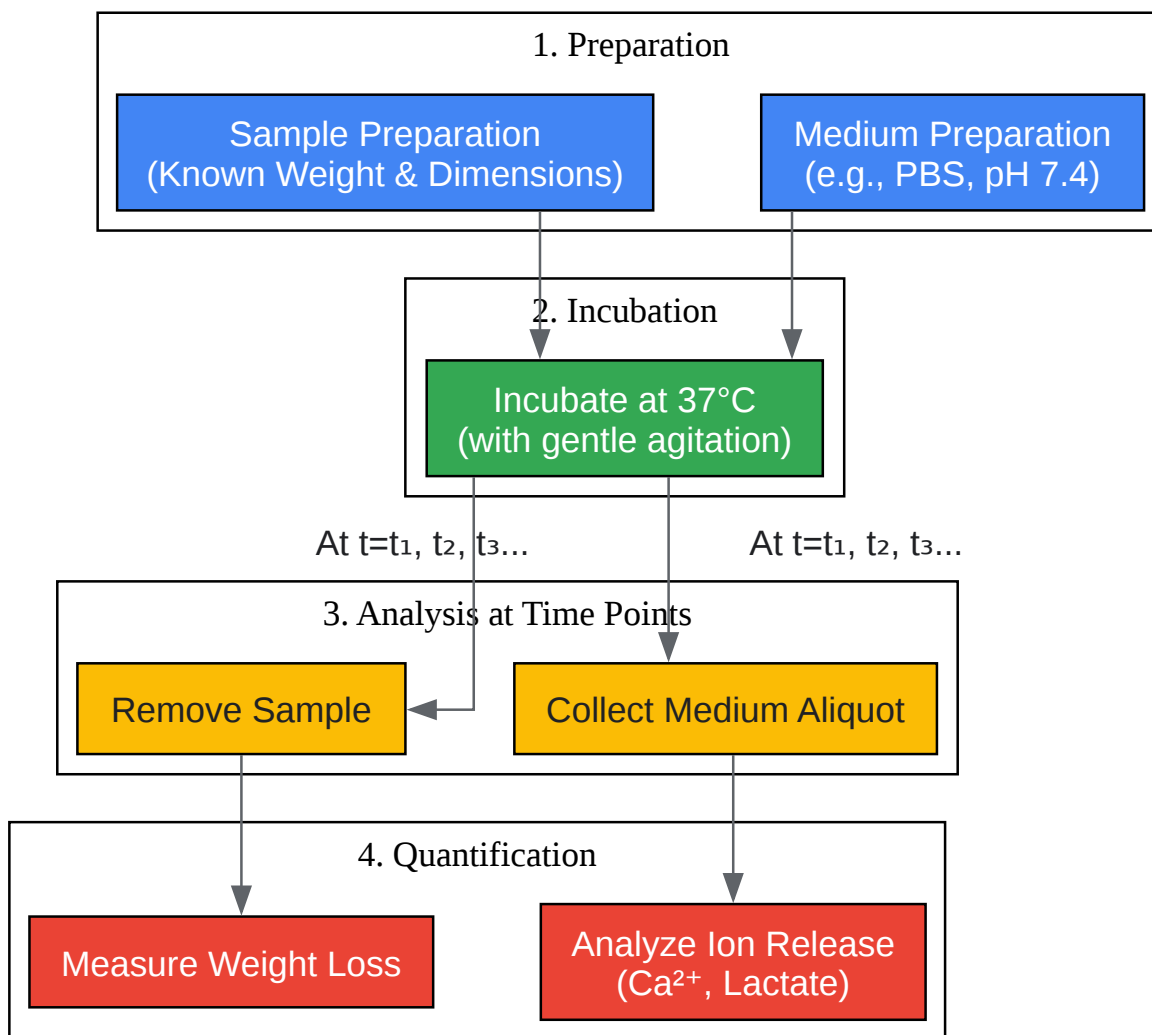 1. Preparation
Sample Preparation
(Known Weight & Dimensions)
Medium Preparation
(e.g., PBS, pH 7.4)
2. Incubation
Incubate at 37°C
(with gentle agitation)
At t=t₁, t₂, t₃...
At t=t₁, t₂, t₃...
3. Analysis at Time Points
Remove Sample
Collect Medium Aliquot
4. Quantification
Measure Weight Loss
Analyze Ion Release
(Ca²⁺, Lactate)